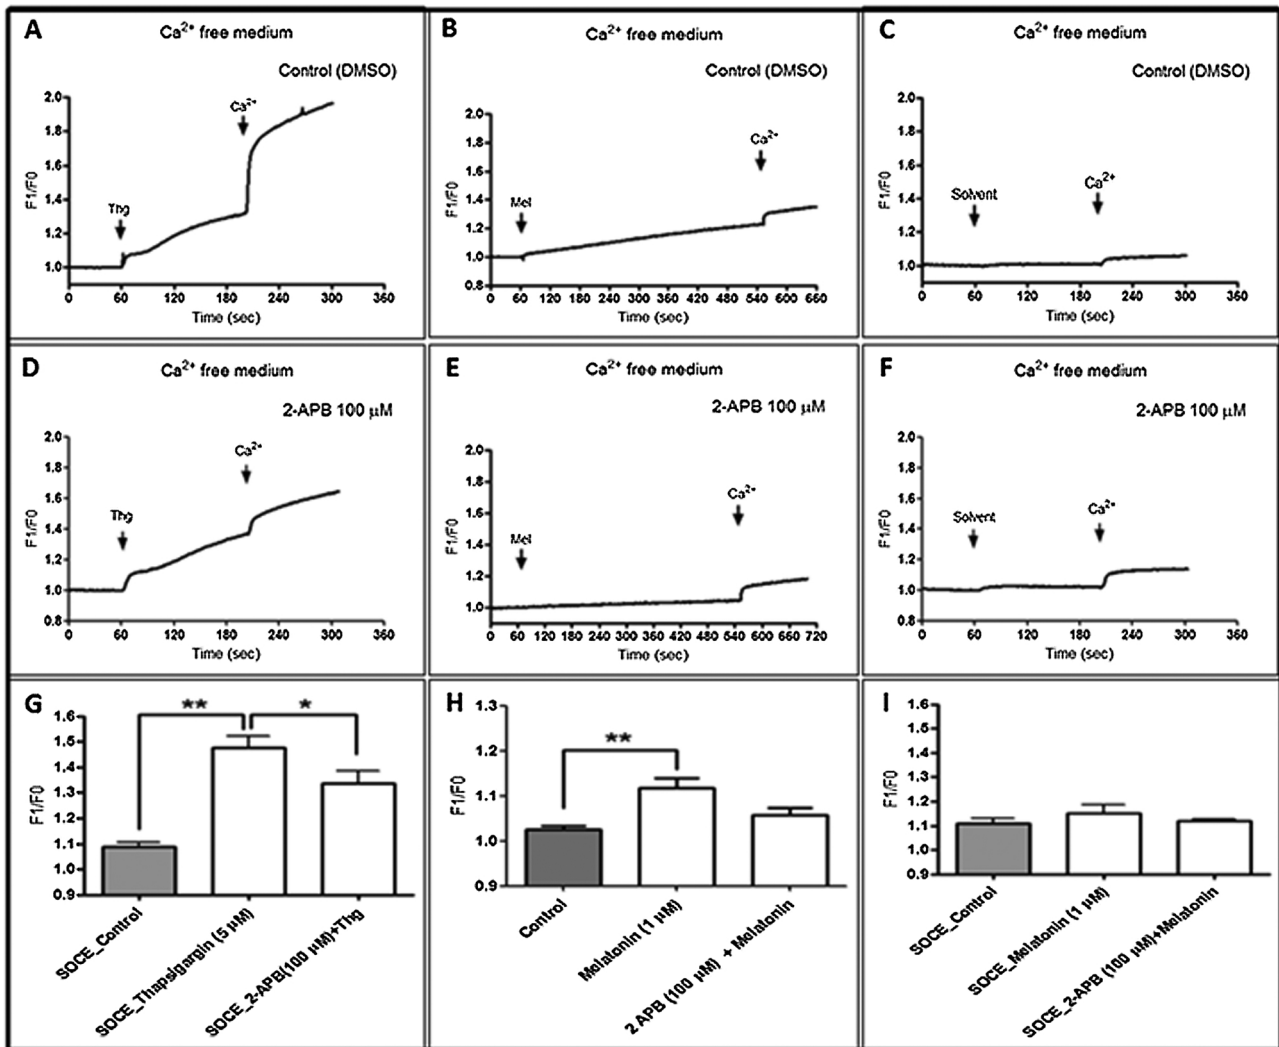 A
Ca²⁺ free medium
Control (DMSO)
Ca²⁺
Thg
F1/F0
2.0
1.8
1.6
1.4
1.2
1.0
0 60 120 180 240 300 360
Time (sec)
B
Ca²⁺ free medium
Control (DMSO)
Ca²⁺
Mel
F1/F0
2.0
1.8
1.6
1.4
1.2
1.0
0.8
0 60 120 180 240 300 360 420 480 540 600 660
Time (sec)
C
Ca²⁺ free medium
Control (DMSO)
Ca²⁺
Solvent
F1/F0
2.0
1.8
1.6
1.4
1.2
1.0
0 60 120 180 240 300 360
Time (sec)
D
Ca²⁺ free medium
2-APB 100 µM
Ca²⁺
Thg
F1/F0
2.0
1.8
1.6
1.4
1.2
1.0
0.8
0 60 120 180 240 300 360
Time (sec)
E
Ca²⁺ free medium
2-APB 100 µM
Ca²⁺
Mel
F1/F0
2.0
1.8
1.6
1.4
1.2
1.0
0 60 120 180 240 300 360 420 480 540 600 660 720
Time (sec)
F
Ca²⁺ free medium
2-APB 100 µM
Ca²⁺
Solvent
F1/F0
2.0
1.8
1.6
1.4
1.2
1.0
0.8
0 60 120 180 240 300 360
Time (sec)
G
** *
F1/F0
1.6
1.5
1.4
1.3
1.2
1.1
1.0
0.9
SOCE_Control
SOCE_Thapsigargin (5 µM)
SOCE_2-APB(100 µM)+Thg
H
**
F1/F0
1.3
1.2
1.1
1.0
0.9
Control
Melatonin (1 µM)
2 APB (100 µM) + Melatonin
I
F1/F0
1.6
1.5
1.4
1.3
1.2
1.1
1.0
0.9
SOCE_Control
SOCE_Melatonin (1 µM)
SOCE_2-APB (100 µM)+Melatonin